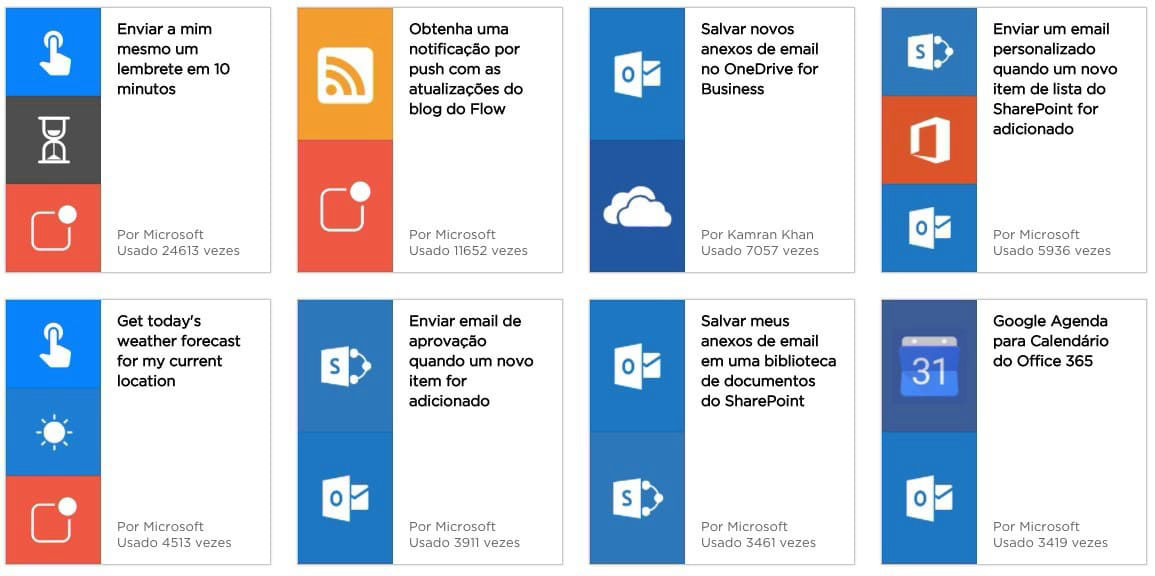 Enviar a mim
mesmo um
lembrete em 10
minutos
Por Microsoft
Usado 24613 vezes
Obtenha uma
notificação por
push com as
atualizações do
blog do Flow
Por Microsoft
Usado 11652 vezes
Salvar novos
anexos de email
no OneDrive for
Business
Por Kamran Khan
Usado 7057 vezes
Enviar um email
personalizado
quando um novo
item de lista do
SharePoint for
adicionado
Por Microsoft
Usado 5936 vezes
Get today's
weather forecast
for my current
location
Por Microsoft
Usado 4513 vezes
Enviar email de
aprovação
quando um novo
item for
adicionado
Por Microsoft
Usado 3911 vezes
Salvar meus
anexos de email
em uma biblioteca
de documentos
do SharePoint
Por Microsoft
Usado 3461 vezes
31
Google Agenda
para Calendário
do Office 365
Por Microsoft
Usado 3419 vezes